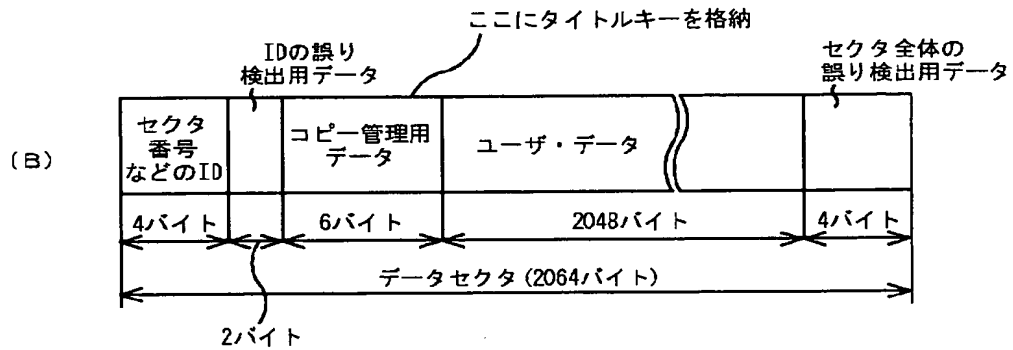 ここにタイトルキーを格納
IDの誤り
検出用データ
セクタ全体の
誤り検出用データ
(B)
セクタ
番号
などのID
コピー管理用
データ
ユーザ・データ
4バイト
6バイト
2048バイト
4バイト
データセクタ(2064バイト)
2バイト